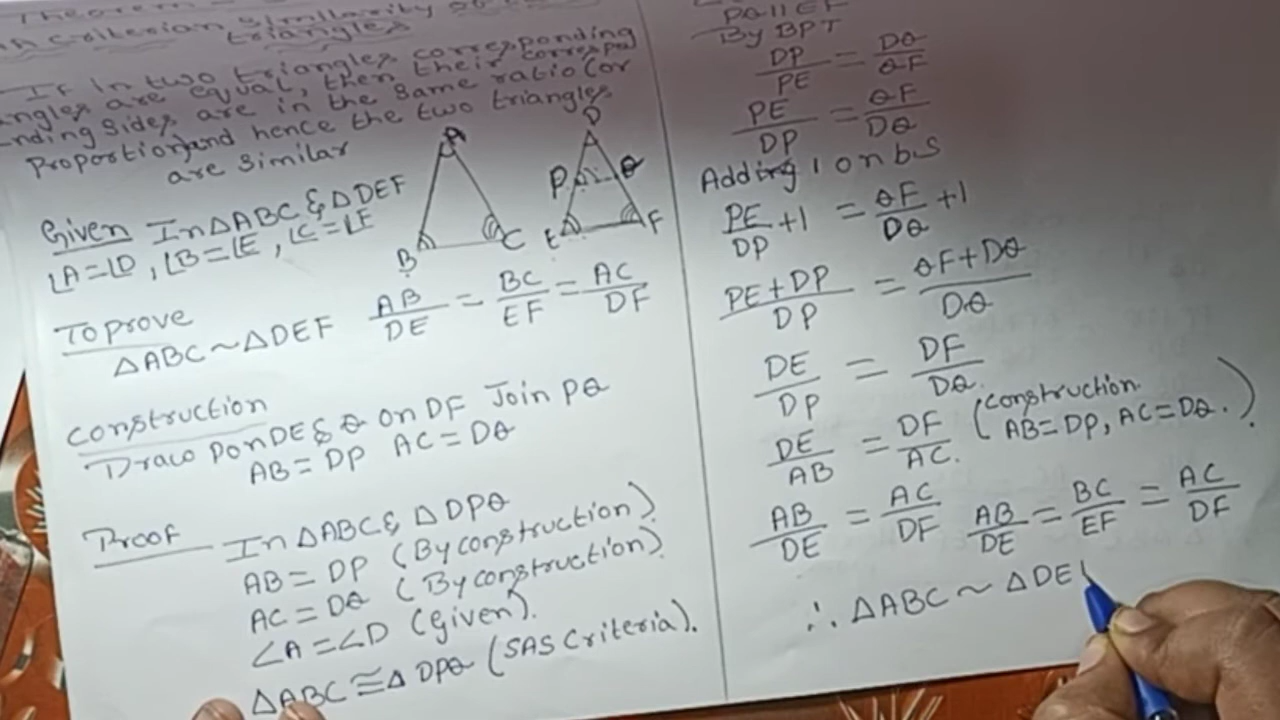 Theorem
criterian similarity of two
triangles
If in two triangles corresponding
angles are equal, then their correspo
nding sides are in the same ratio (or
Proportion) and hence the two triangles
are similar
Given In △ABC & △DEF
∠A=∠D, ∠B=∠E, ∠C=∠F
A
B
C
D
P
Q
E
F
To prove
△ABC ~ △DEF AB/DE = BC/EF = AC/DF
Construction
Draw P on DE & Q on DF Join PQ
AB = DP AC = DQ
Proof In △ABC & △DPQ
AB = DP (By construction).
AC = DQ (By construction).
∠A = ∠D (Given).
△ABC ≅ △DPQ (SAS Criteria).
PQ || EF
By BPT
DP/PE = DQ/QF
PE/DP = QF/DQ
Adding 1 on bs
PE/DP + 1 = QF/DQ + 1
PE + DP/DP = QF + DQ/DQ
DE/DP = DF/DQ.
DE/AB = DF/AC. (Construction. AB=DP, AC=DQ.).
AB/DE = AC/DF AB/DE = BC/EF = AC/DF
∴ △ABC ~ △DE